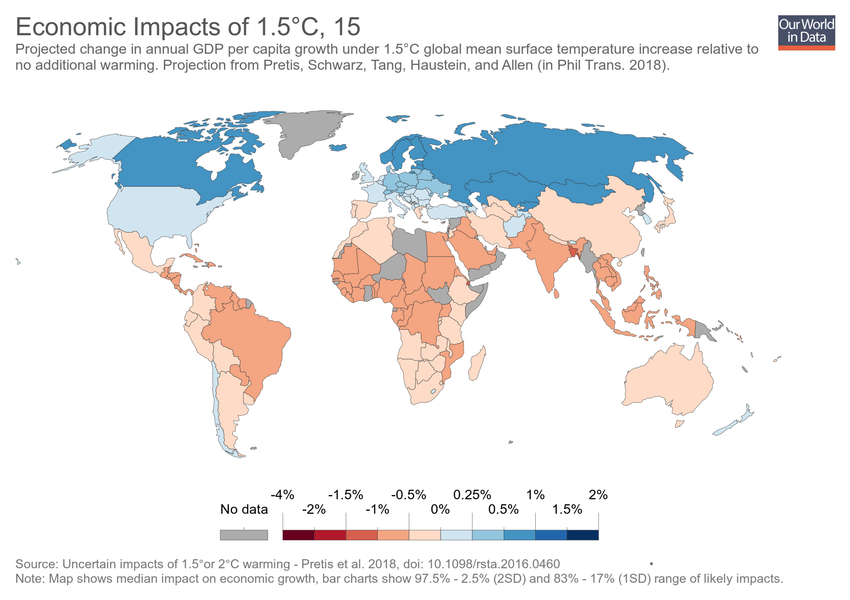 Economic Impacts of 1.5°C, 15
Our World
in Data
Projected change in annual GDP per capita growth under 1.5°C global mean surface temperature increase relative to
no additional warming. Projection from Pretis, Schwarz, Tang, Haustein, and Allen (in Phil Trans. 2018).
-4% -1.5% -0.5% 0.25% 1% 2%
No data -2% -1% 0% 0.5% 1.5%
Source: Uncertain impacts of 1.5°or 2°C warming - Pretis et al. 2018, doi: 10.1098/rsta.2016.0460
Note: Map shows median impact on economic growth, bar charts show 97.5% - 2.5% (2SD) and 83% - 17% (1SD) range of likely impacts.